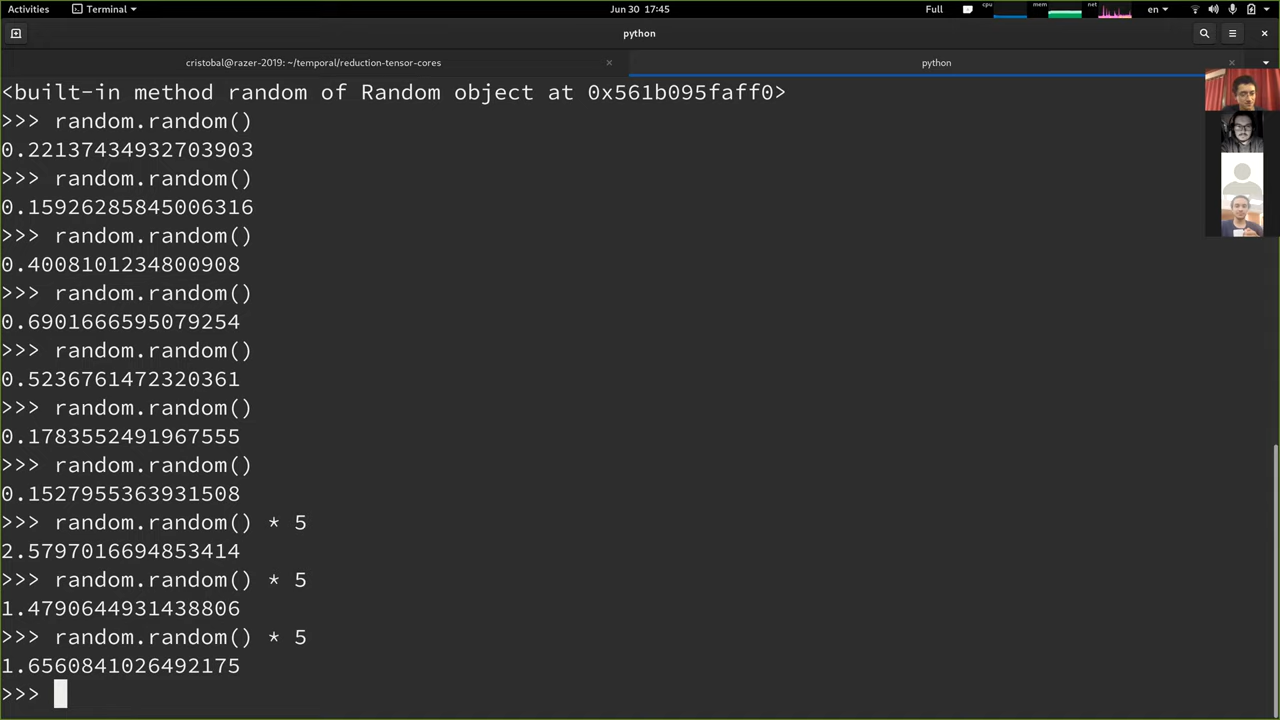 Activities Terminal Jun 30 17:45 Full cpu mem net en
python
cristobal@razer-2019: ~/temporal/reduction-tensor-cores × python ×
<built-in method random of Random object at 0x561b095faff0>
>>> random.random()
0.22137434932703903
>>> random.random()
0.15926285845006316
>>> random.random()
0.4008101234800908
>>> random.random()
0.6901666595079254
>>> random.random()
0.5236761472320361
>>> random.random()
0.1783552491967555
>>> random.random()
0.1527955363931508
>>> random.random() * 5
2.5797016694853414
>>> random.random() * 5
1.4790644931438806
>>> random.random() * 5
1.6560841026492175
>>>